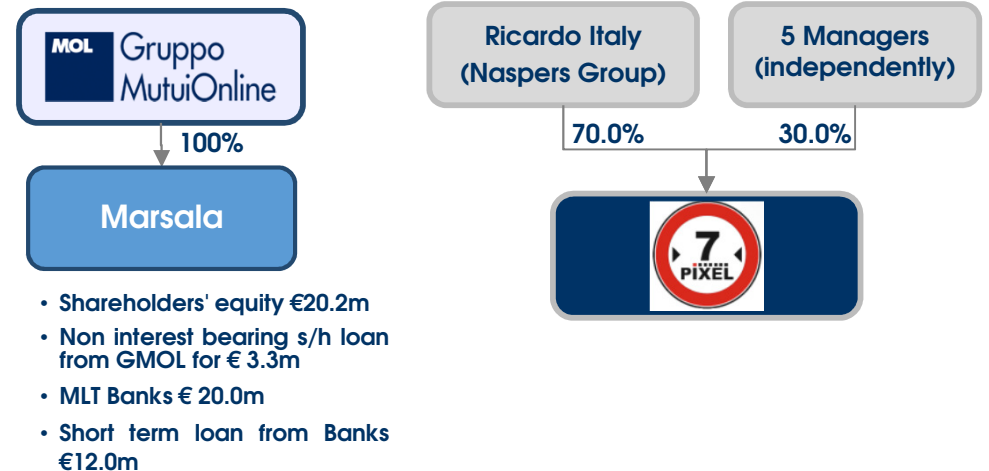 MOL Gruppo
MutuiOnline
100%
Marsala
• Shareholders' equity €20.2m
• Non interest bearing s/h loan
from GMOL for € 3.3m
• MLT Banks € 20.0m
• Short term loan from Banks
€12.0m
Ricardo Italy
(Naspers Group)
5 Managers
(independently)
70.0%
30.0%
7
PIXEL